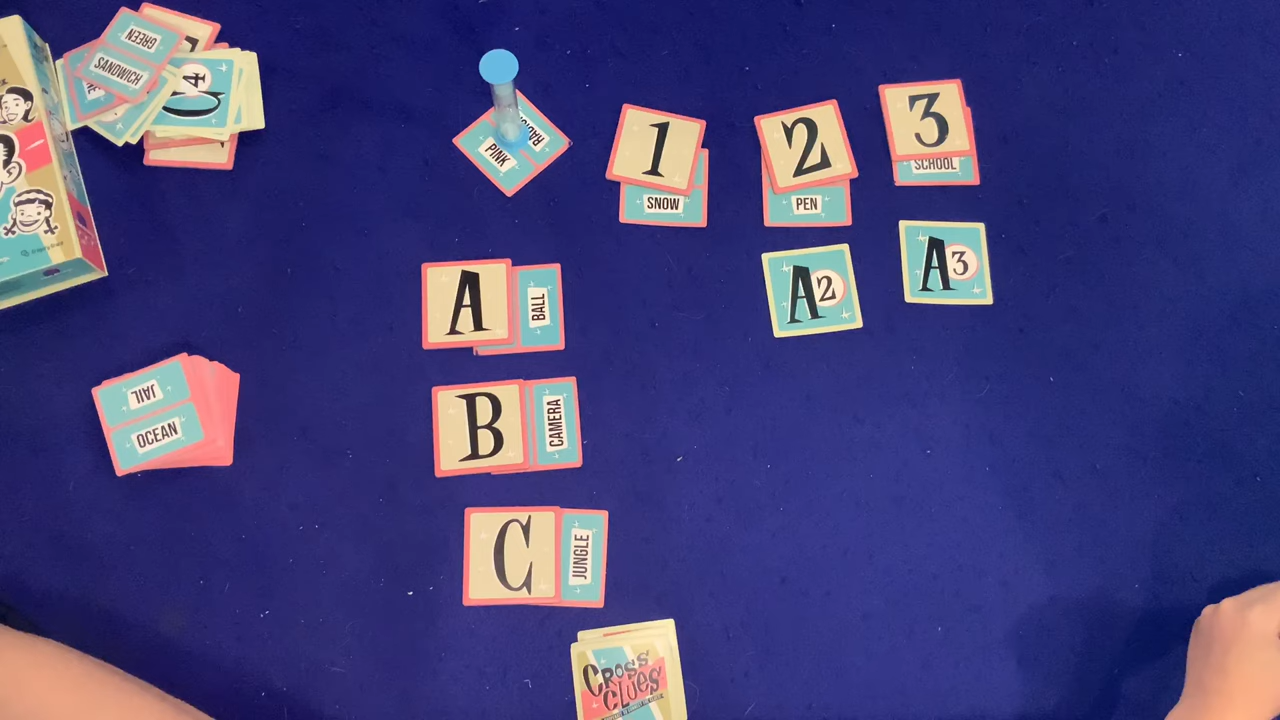 GREEN
SANDWICH
4
PINK
1
SNOW
2
PEN
3
SCHOOL
A
BALL
A2
A3
B
CAMERA
JAIL
OCEAN
C
JUNGLE
CROSS
CLUES